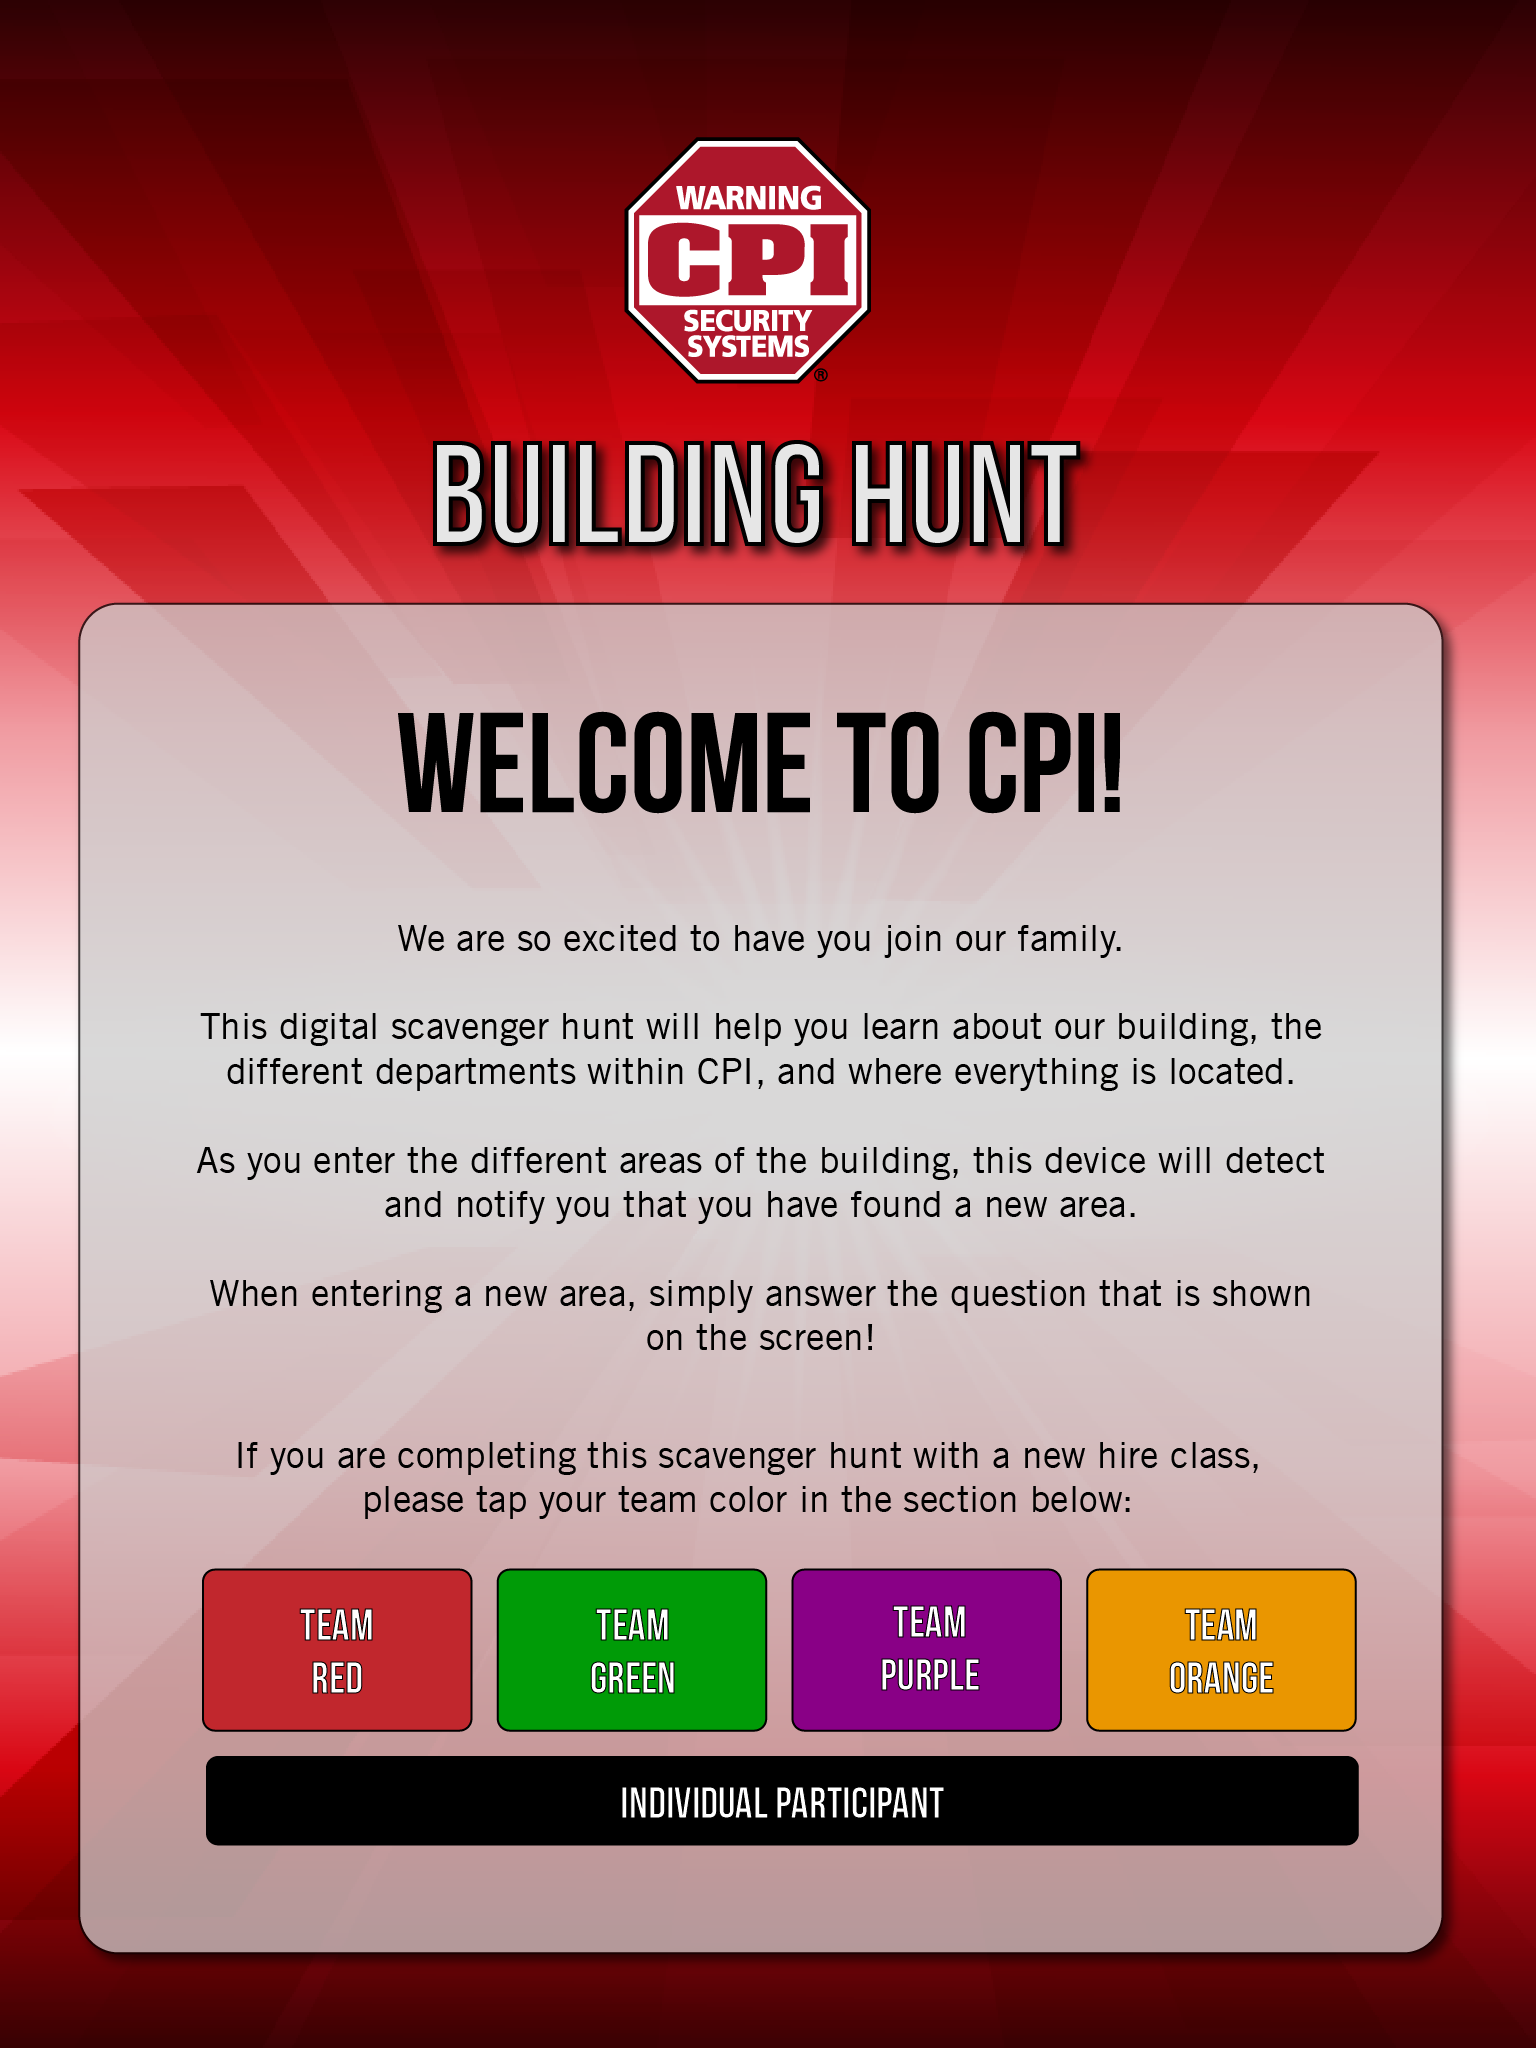 WARNING
CPI
SECURITY
SYSTEMS
®
BUILDING HUNT
WELCOME TO CPI!
We are so excited to have you join our family.
This digital scavenger hunt will help you learn about our building, the
different departments within CPI, and where everything is located.
As you enter the different areas of the building, this device will detect
and notify you that you have found a new area.
When entering a new area, simply answer the question that is shown
on the screen!
If you are completing this scavenger hunt with a new hire class,
please tap your team color in the section below:
TEAM
RED
TEAM
GREEN
TEAM
PURPLE
TEAM
ORANGE
INDIVIDUAL PARTICIPANT